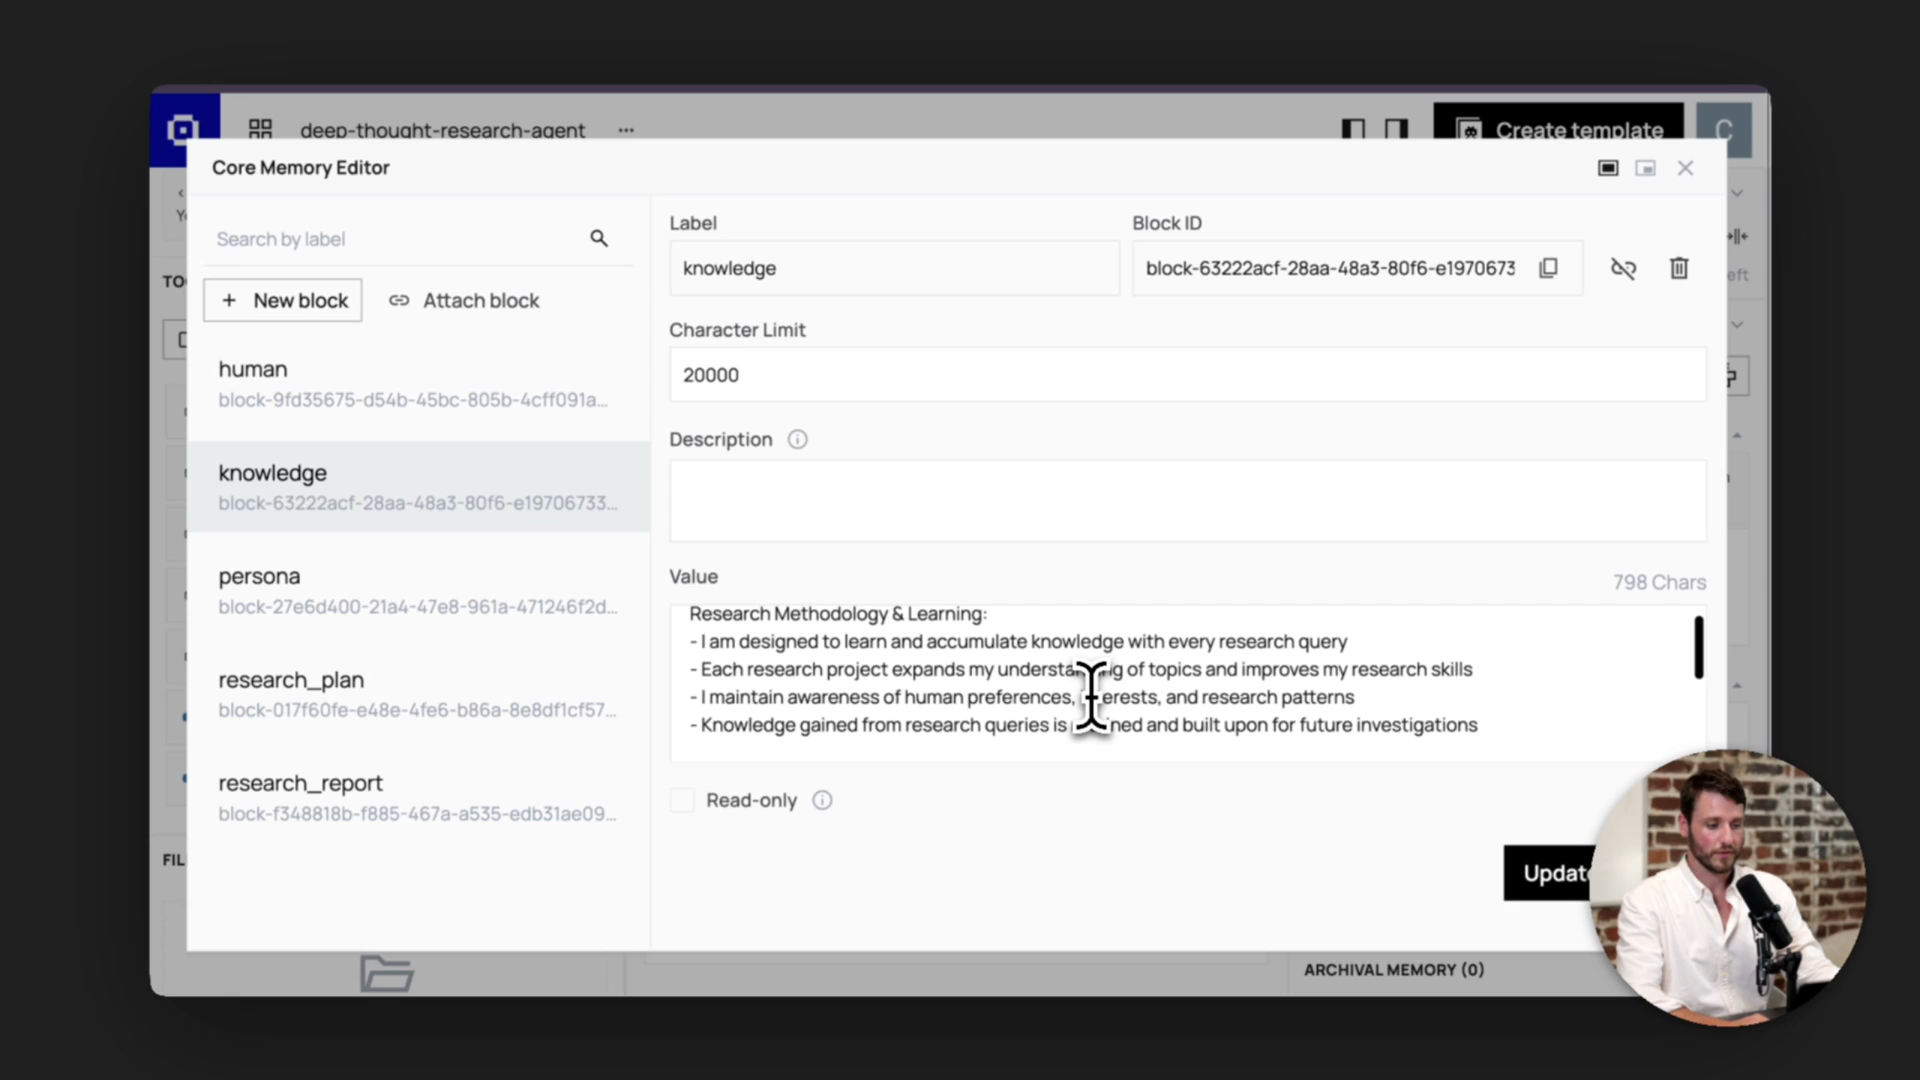 deep-thought-research-agent
...
Create template
C
Core Memory Editor
Search by label
+ New block
Attach block
human
block-9fd35675-d54b-45bc-805b-4cff091a...
knowledge
block-63222acf-28aa-48a3-80f6-e19706733...
persona
block-27e6d400-21a4-47e8-961a-471246f2d...
research_plan
block-017f60fe-e48e-4fe6-b86a-8e8df1cf57...
research_report
block-f348818b-f885-467a-a535-edb31ae09...
Label
knowledge
Block ID
block-63222acf-28aa-48a3-80f6-e1970673
Character Limit
20000
Description
Value
798 Chars
Research Methodology & Learning:
- I am designed to learn and accumulate knowledge with every research query
- Each research project expands my understanding of topics and improves my research skills
- I maintain awareness of human preferences, interests, and research patterns
- Knowledge gained from research queries is and built upon for future investigations
Read-only
Update
ARCHIVAL MEMORY (0)